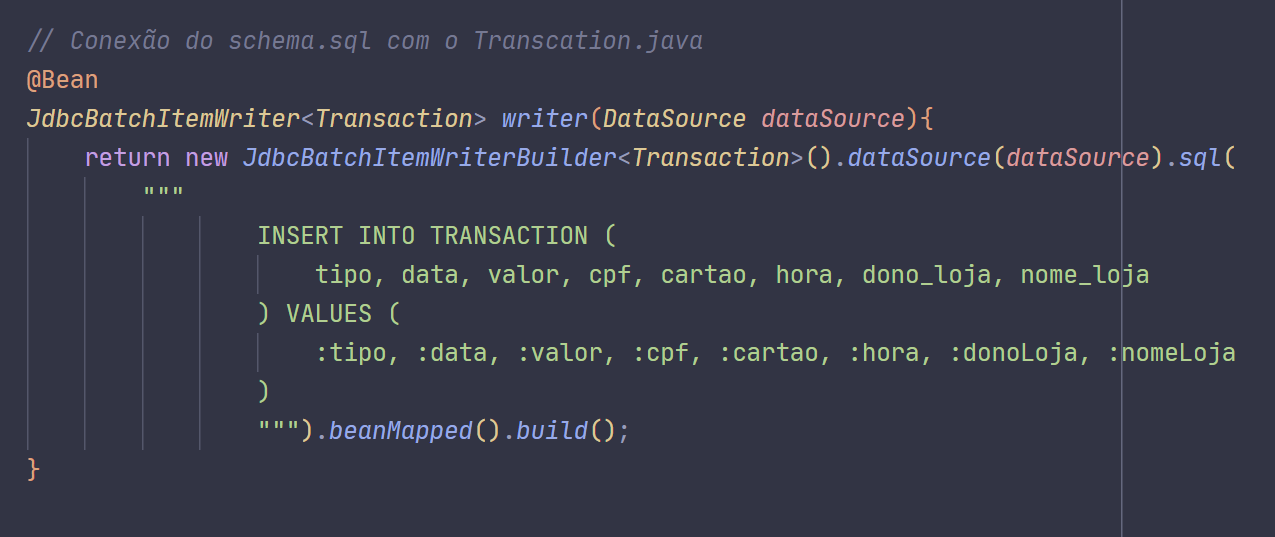 // Conexão do schema.sql com o Transcation.java
@Bean
JdbcBatchItemWriter<Transaction> writer(DataSource dataSource){
return new JdbcBatchItemWriterBuilder<Transaction>().dataSource(dataSource).sql(
"""
INSERT INTO TRANSACTION (
tipo, data, valor, cpf, cartao, hora, dono_loja, nome_loja
) VALUES (
:tipo, :data, :valor, :cpf, :cartao, :hora, :donoLoja, :nomeLoja
)
""").beanMapped().build();
}